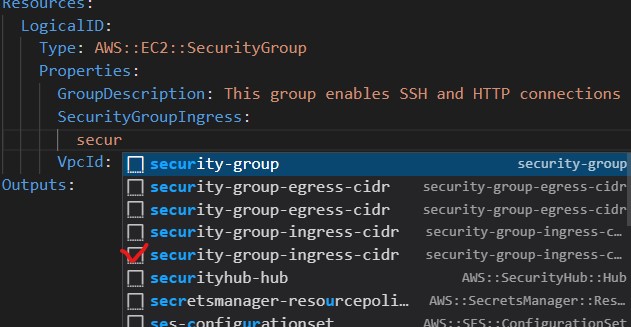 Resources:
LogicalID:
Type: AWS::EC2::SecurityGroup
Properties:
GroupDescription: This group enables SSH and HTTP connections
SecurityGroupIngress:
secur
VpcId:
security-group security-group
Outputs:
security-group-egress-cidr security-group-egress-cidr
security-group-egress-cidr security-group-egress-cidr
security-group-ingress-cidr security-group-ingress-c…
security-group-ingress-cidr security-group-ingress-c…
securityhub-hub AWS::SecurityHub::Hub
secretsmanager-resourcepoli… AWS::SecretsManager::Res…
ses-configurationset AWS::SES::ConfigurationSet